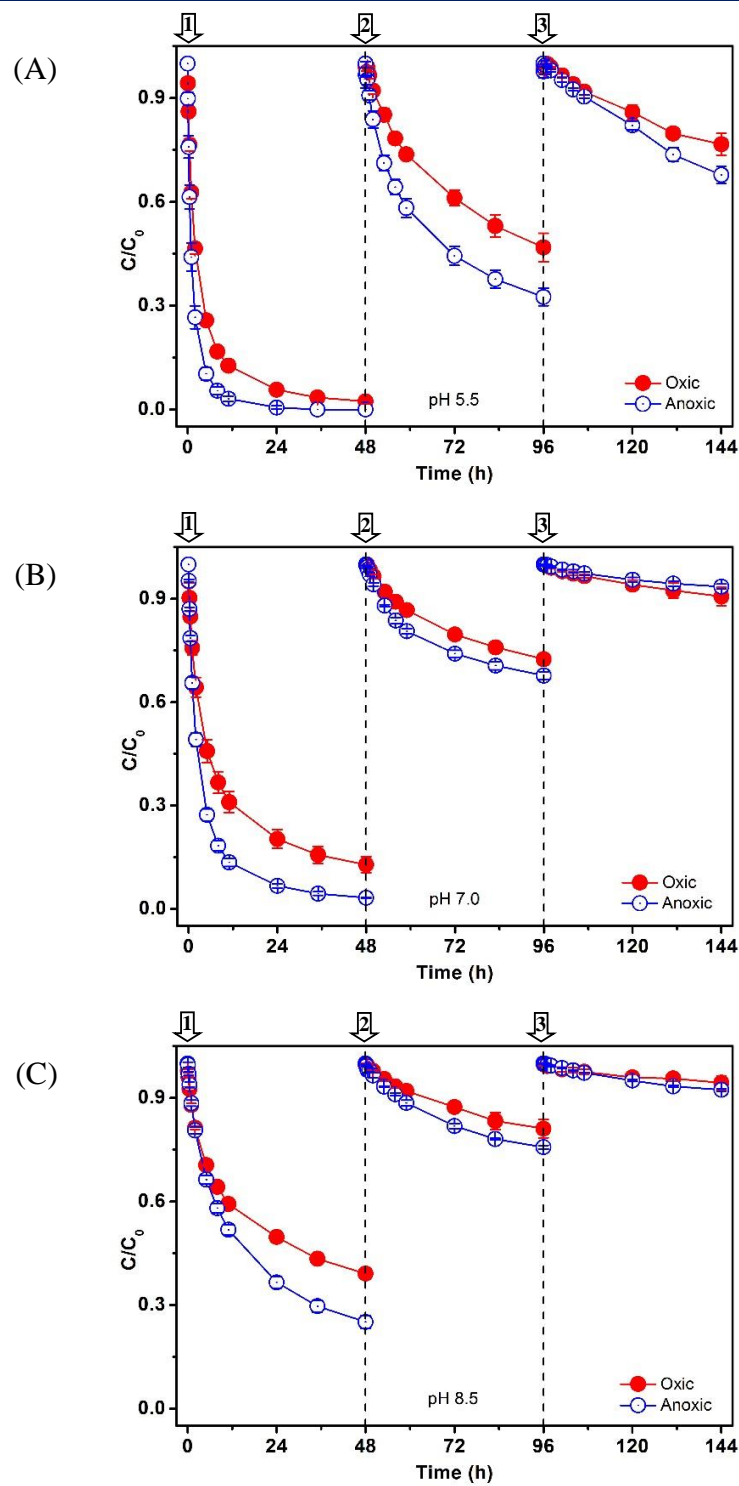 1 2 3
(A)
0.9
0.6
0.3
0.0
C/C0
pH 5.5
Oxic
Anoxic
0 24 48 72 96 120 144
Time (h)
1 2 3
(B)
0.9
0.6
0.3
0.0
C/C0
pH 7.0
Oxic
Anoxic
0 24 48 72 96 120 144
Time (h)
1 2 3
(C)
0.9
0.6
0.3
0.0
C/C0
pH 8.5
Oxic
Anoxic
0 24 48 72 96 120 144
Time (h)